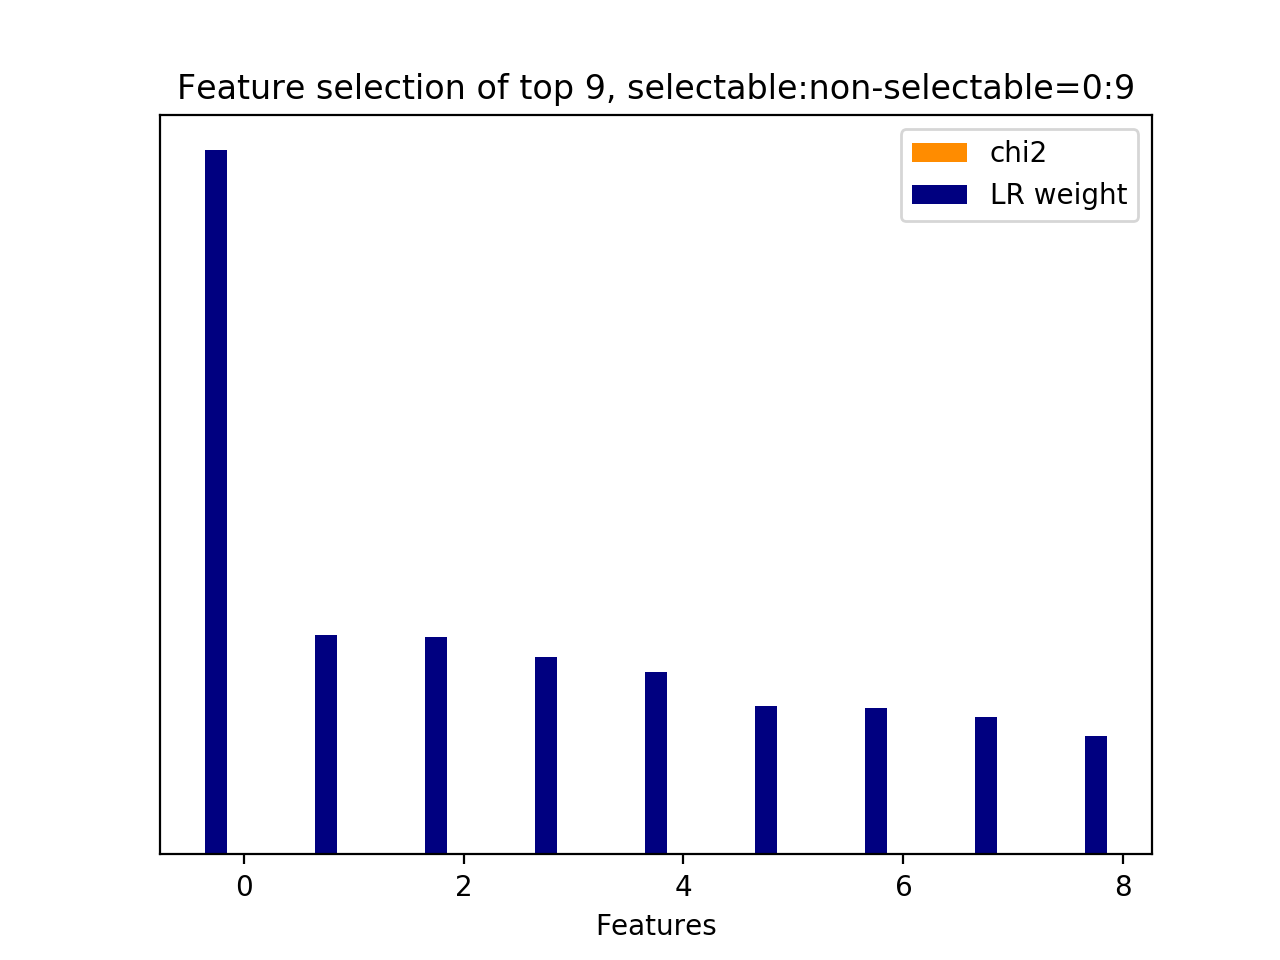 Feature selection of top 9, selectable:non-selectable=0:9
chi2
LR weight
0 2 4 6 8
Features